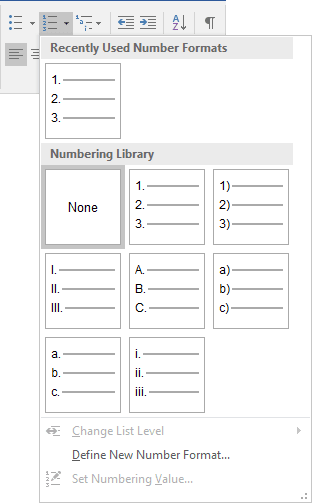 Recently Used Number Formats
1.
2.
3.
Numbering Library
None
1.
2.
3.
1)
2)
3)
I.
II.
III.
A.
B.
C.
a)
b)
c)
a.
b.
c.
i.
ii.
iii.
Change List Level
Define New Number Format...
Set Numbering Value...